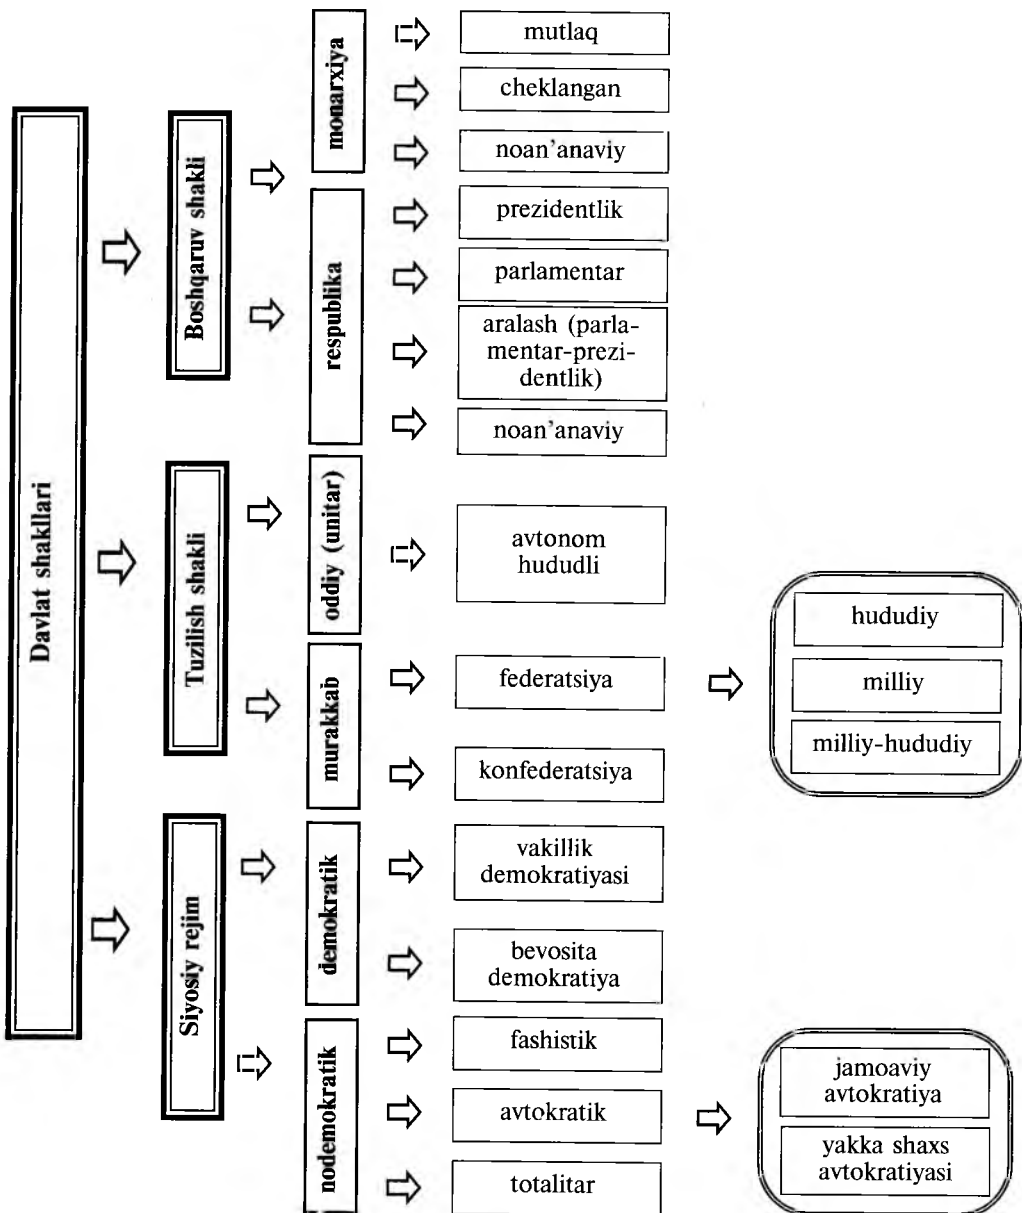 Davlat shakllari
Boshqaruv shakli
monarxiya
mutlaq
cheklangan
noan’anaviy
respublika
prezidentlik
parlamentar
aralash (parla-
mentar-prezi-
dentlik)
noan’anaviy
Tuzilish shakli
oddiy (unitar)
avtonom
hududli
murakkab
federatsiya
hududiy
milliy
milliy-hududiy
konfederatsiya
Siyosiy rejim
demokratik
vakillik
demokratiyasi
bevosita
demokratiya
nodemokratik
fashistik
avtokratik
jamoaviy
avtokratiya
yakka shaxs
avtokratiyasi
totalitar